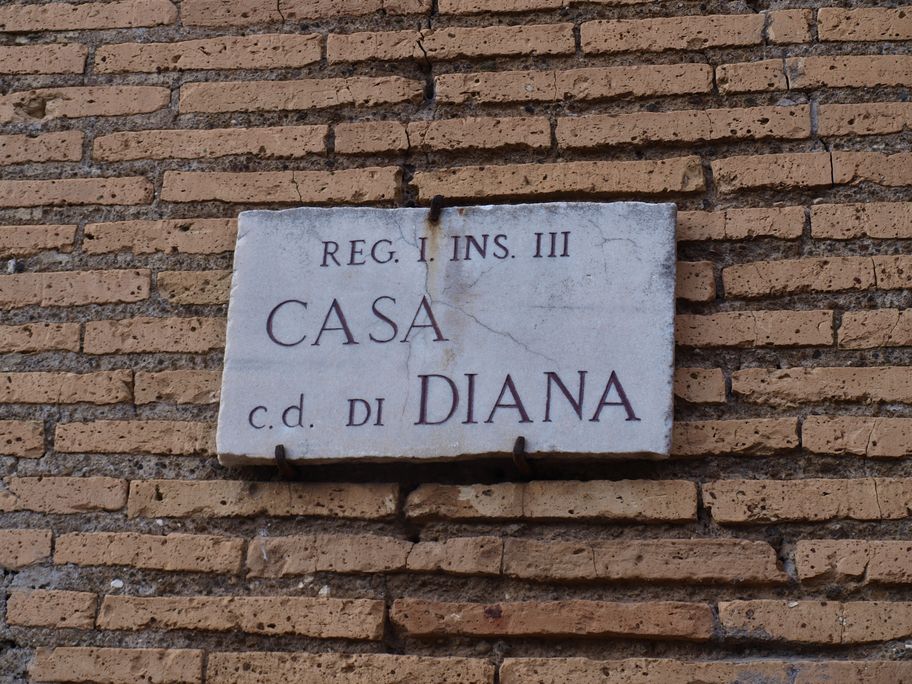 REG. I. INS. III
CASA
c.d. DI DIANA